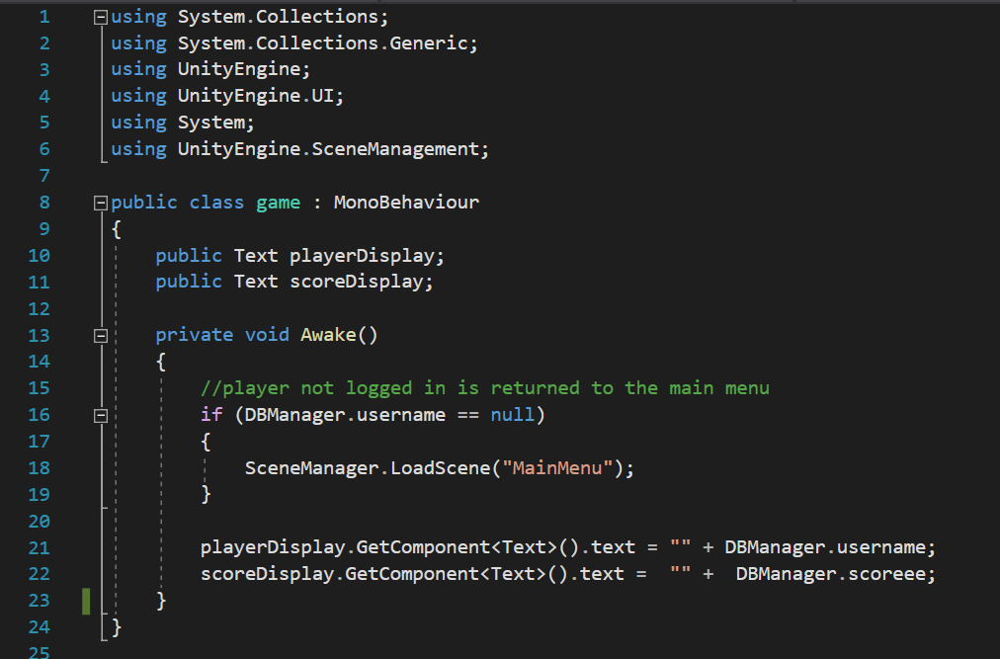 1 using System.Collections;
2 using System.Collections.Generic;
3 using UnityEngine;
4 using UnityEngine.UI;
5 using System;
6 using UnityEngine.SceneManagement;
7
8 public class game : MonoBehaviour
9 {
10     public Text playerDisplay;
11     public Text scoreDisplay;
12
13     private void Awake()
14     {
15         //player not logged in is returned to the main menu
16         if (DBManager.username == null)
17         {
18             SceneManager.LoadScene("MainMenu");
19         }
20
21         playerDisplay.GetComponent<Text>().text = "" + DBManager.username;
22         scoreDisplay.GetComponent<Text>().text =  "" +  DBManager.scoreee;
23     }
24 }
25